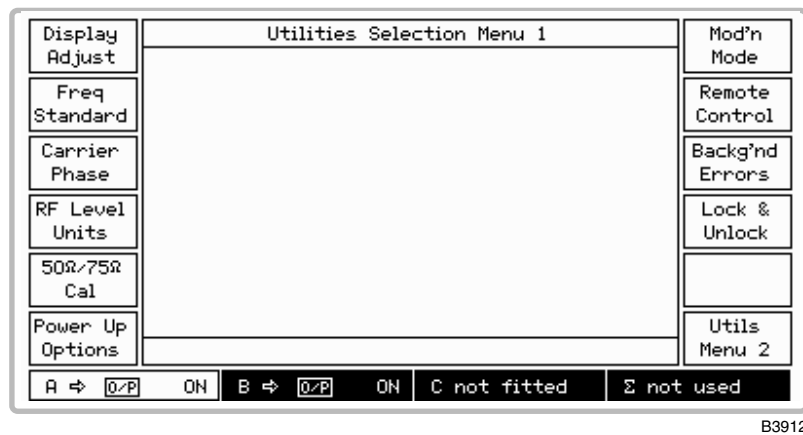 Utilities Selection Menu 1
Display
Adjust
Freq
Standard
Carrier
Phase
RF Level
Units
50Ω/75Ω
Cal
Power Up
Options
Mod'n
Mode
Remote
Control
Backg'nd
Errors
Lock &
Unlock
Utils
Menu 2
A ⇨ O/P ON B ⇨ O/P ON C not fitted Σ not used
B3912